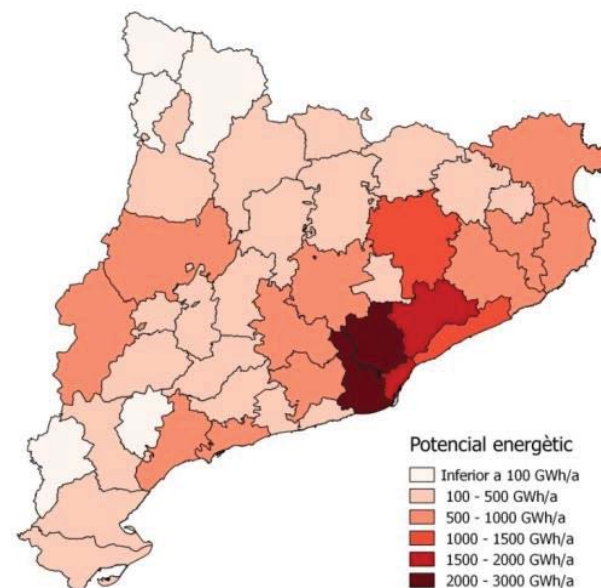 Potencial energètic
Inferior a 100 GWh/a
100 - 500 GWh/a
500 - 1000 GWh/a
1000 - 1500 GWh/a
1500 - 2000 GWh/a
2000 - 3000 GWh/a